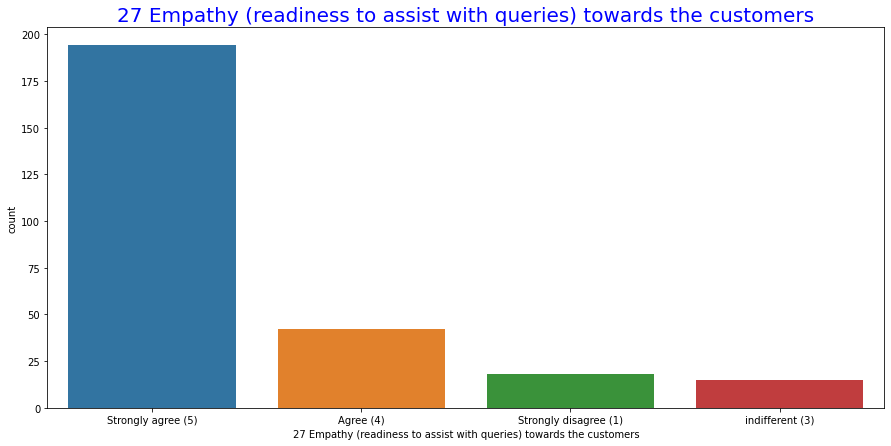 27 Empathy (readiness to assist with queries) towards the customers
200
175
150
125
100
75
50
25
0
count
Strongly agree (5) Agree (4) Strongly disagree (1) indifferent (3)
27 Empathy (readiness to assist with queries) towards the customers